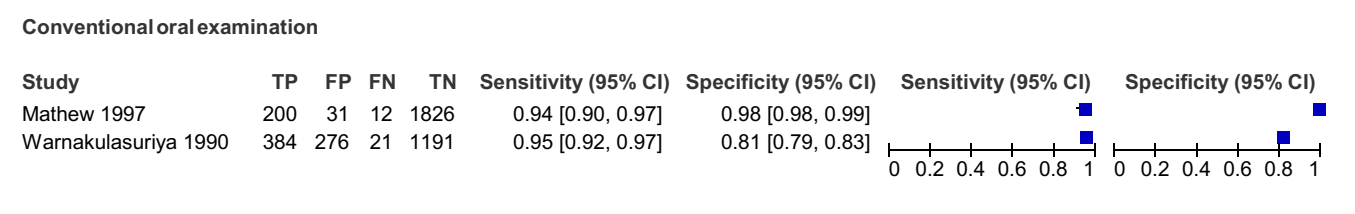 Conventional oral examination
Study TP FP FN TN Sensitivity (95% CI) Specificity (95% CI) Sensitivity (95% CI) Specificity (95% CI)
Mathew 1997 200 31 12 1826 0.94 [0.90, 0.97] 0.98 [0.98, 0.99]
Warnakulasuriya 1990 384 276 21 1191 0.95 [0.92, 0.97] 0.81 [0.79, 0.83]
0 0.2 0.4 0.6 0.8 1 0 0.2 0.4 0.6 0.8 1